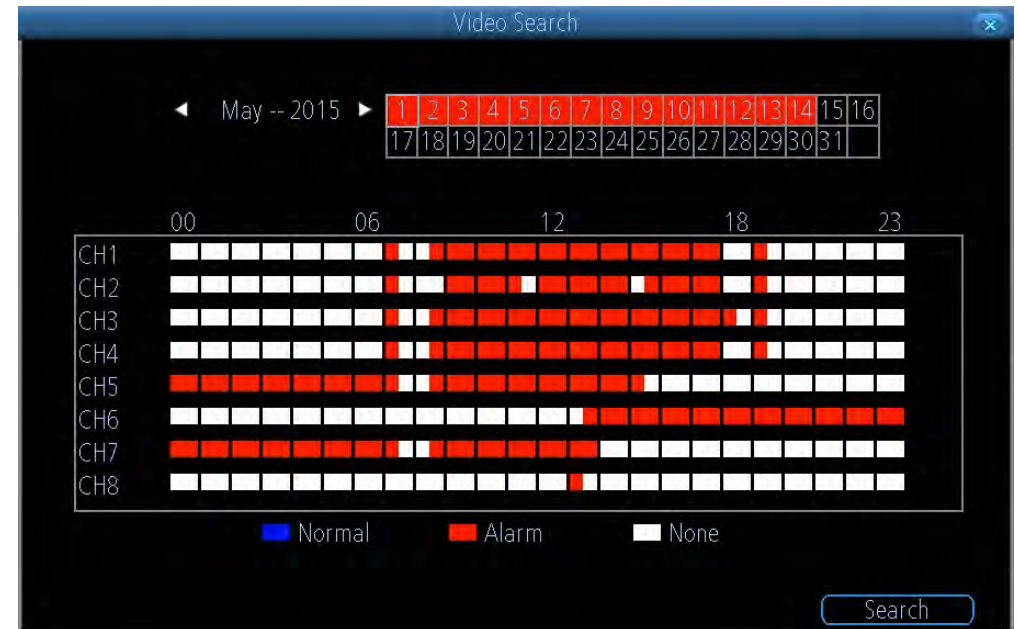 Video Search
May -- 2015 1 2 3 4 5 6 7 8 9 10 11 12 13 14 15 16
17 18 19 20 21 22 23 24 25 26 27 28 29 30 31
00 06 12 18 23
CH1
CH2
CH3
CH4
CH5
CH6
CH7
CH8
Normal Alarm None
Search